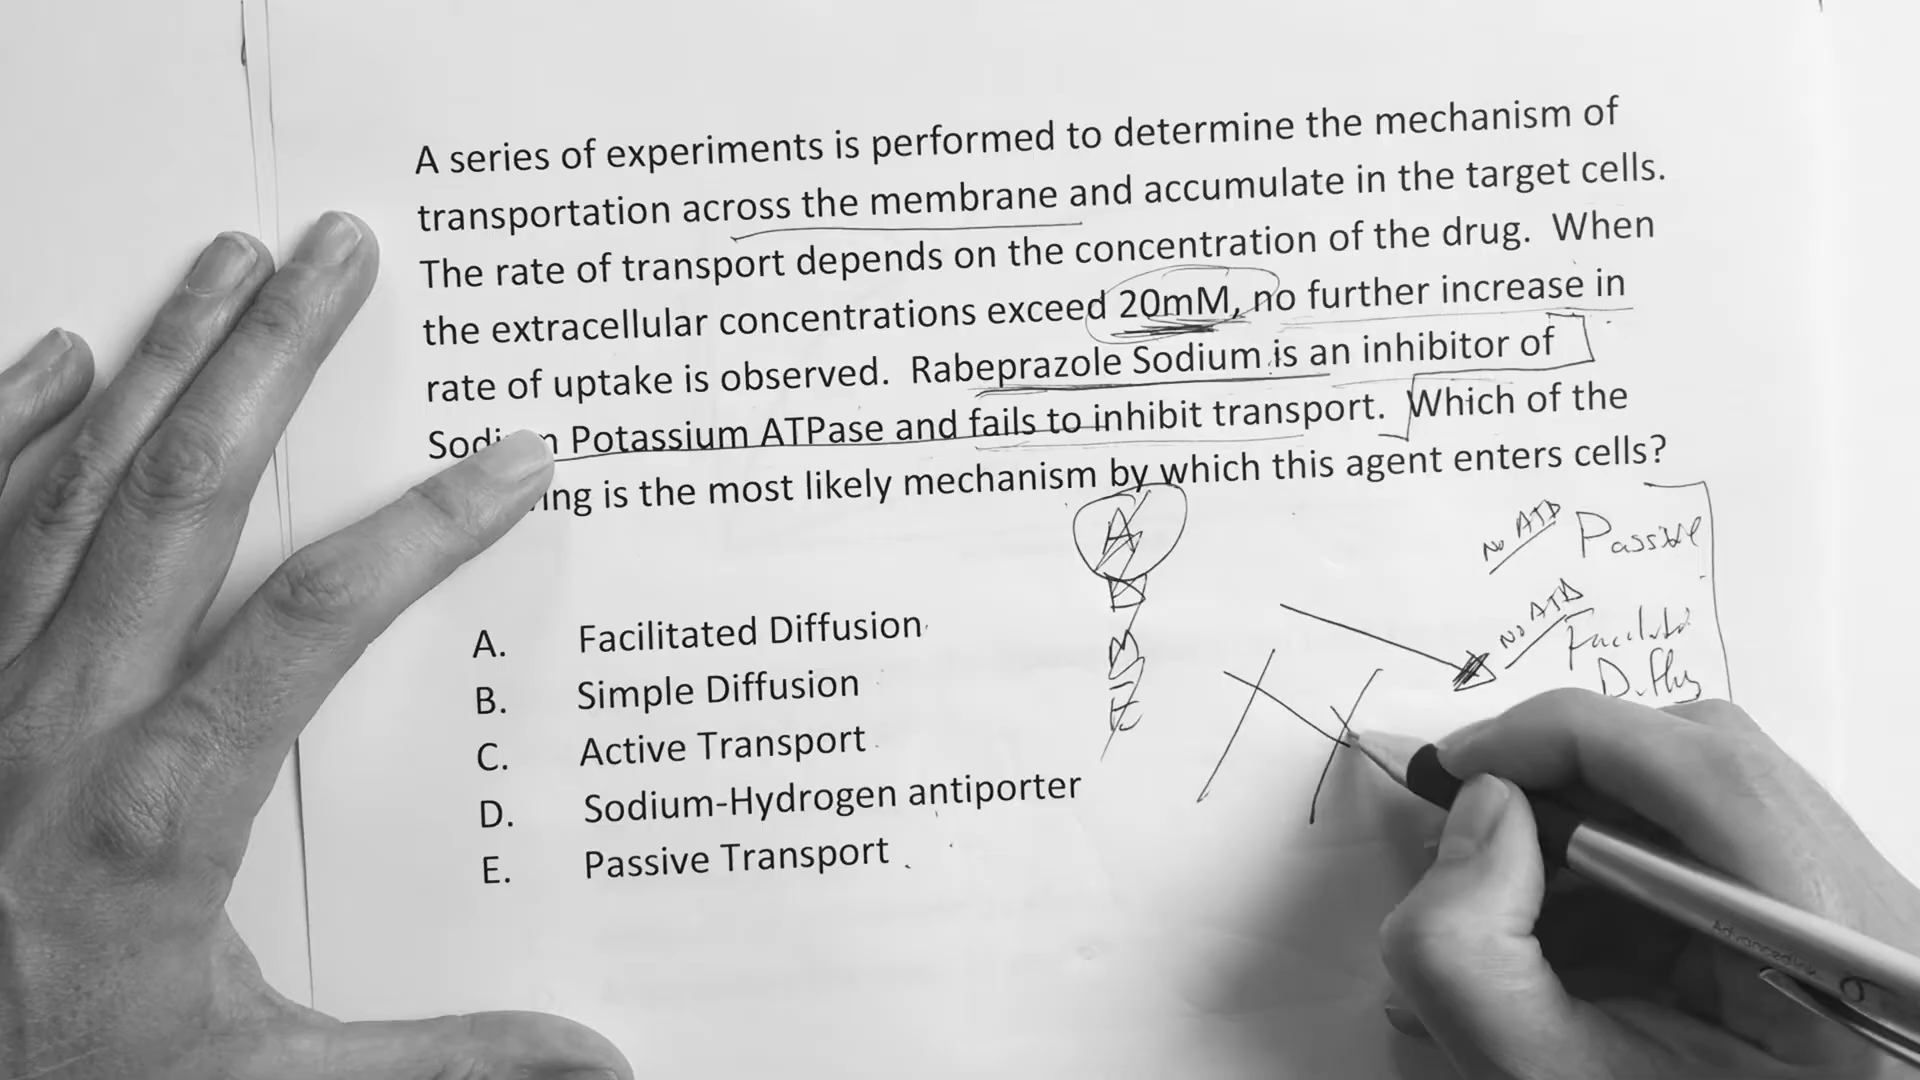 A series of experiments is performed to determine the mechanism of
transportation across the membrane and accumulate in the target cells.
The rate of transport depends on the concentration of the drug. When
the extracellular concentrations exceed 20mM, no further increase in
rate of uptake is observed. Rabeprazole Sodium is an inhibitor of
Potassium ATPase and fails to inhibit transport. Which of the
is the most likely mechanism by which this agent enters cells?
A
No ATP Passive
No ATP
A. Facilitated Diffusion
B. Simple Diffusion
C. Active Transport
D. Sodium-Hydrogen antiporter
E. Passive Transport